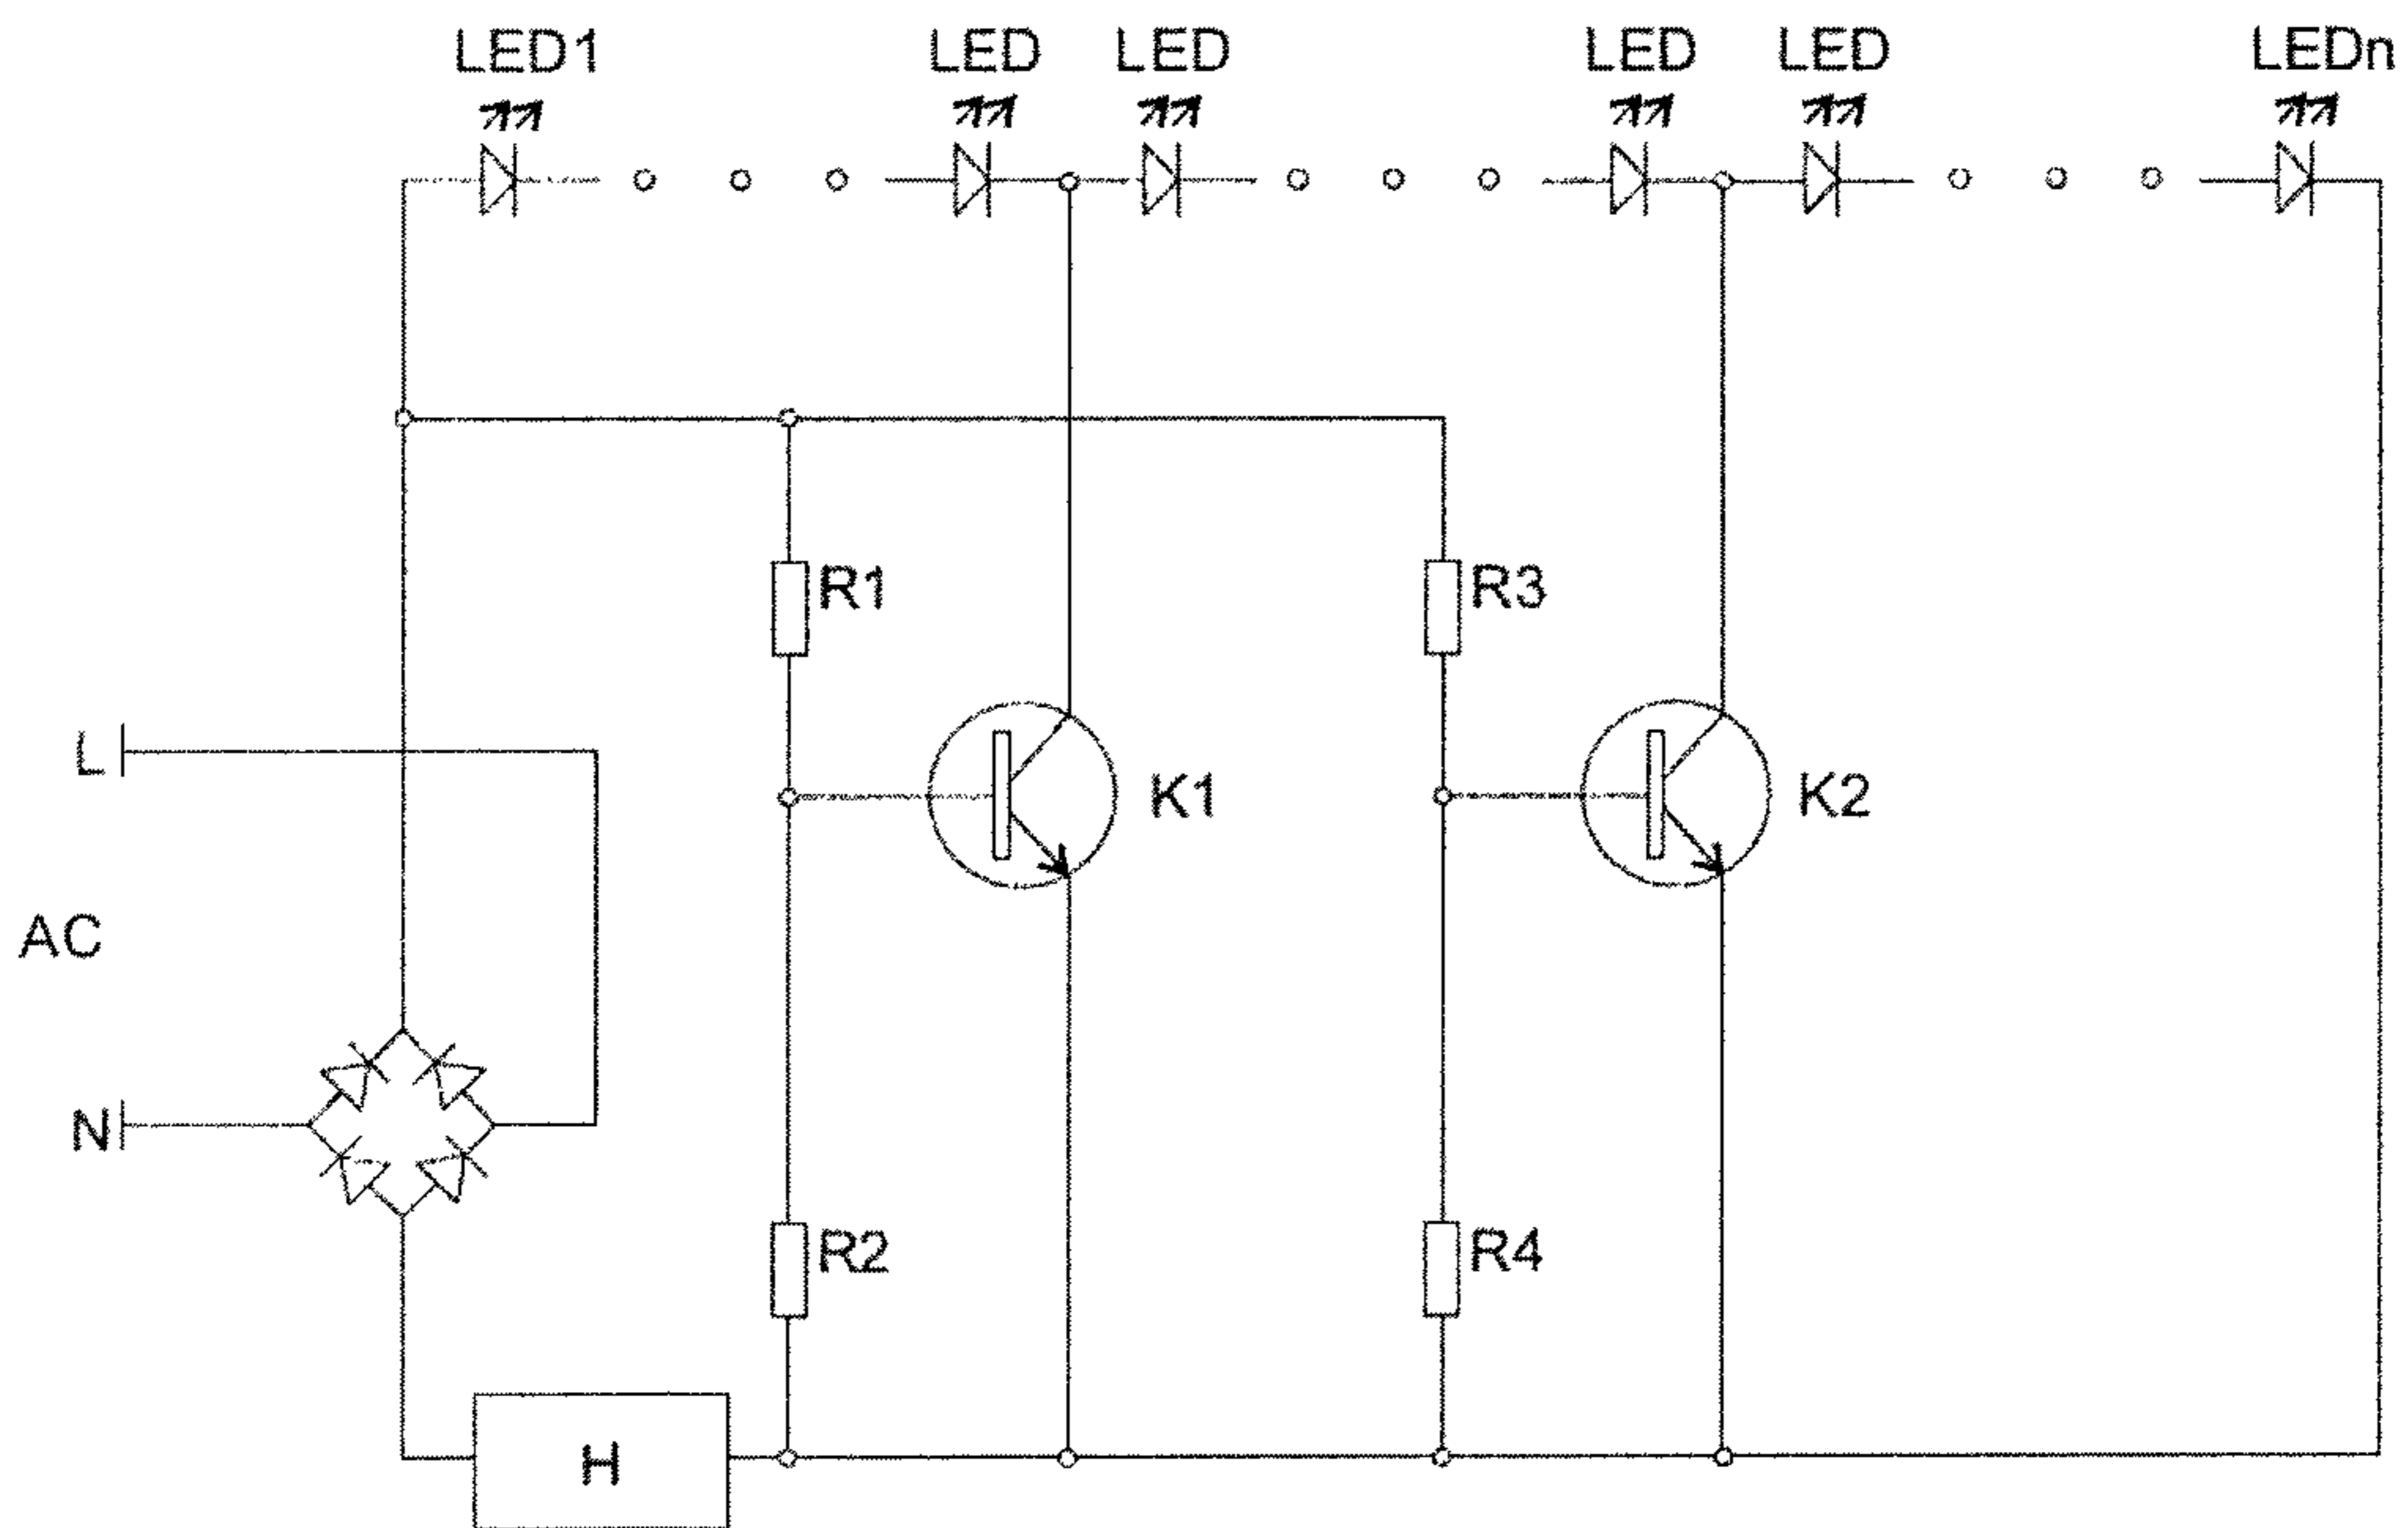 LED1 LED LED LED LED LEDn
R1 R3
L K1 K2
AC
N
R2 R4
H